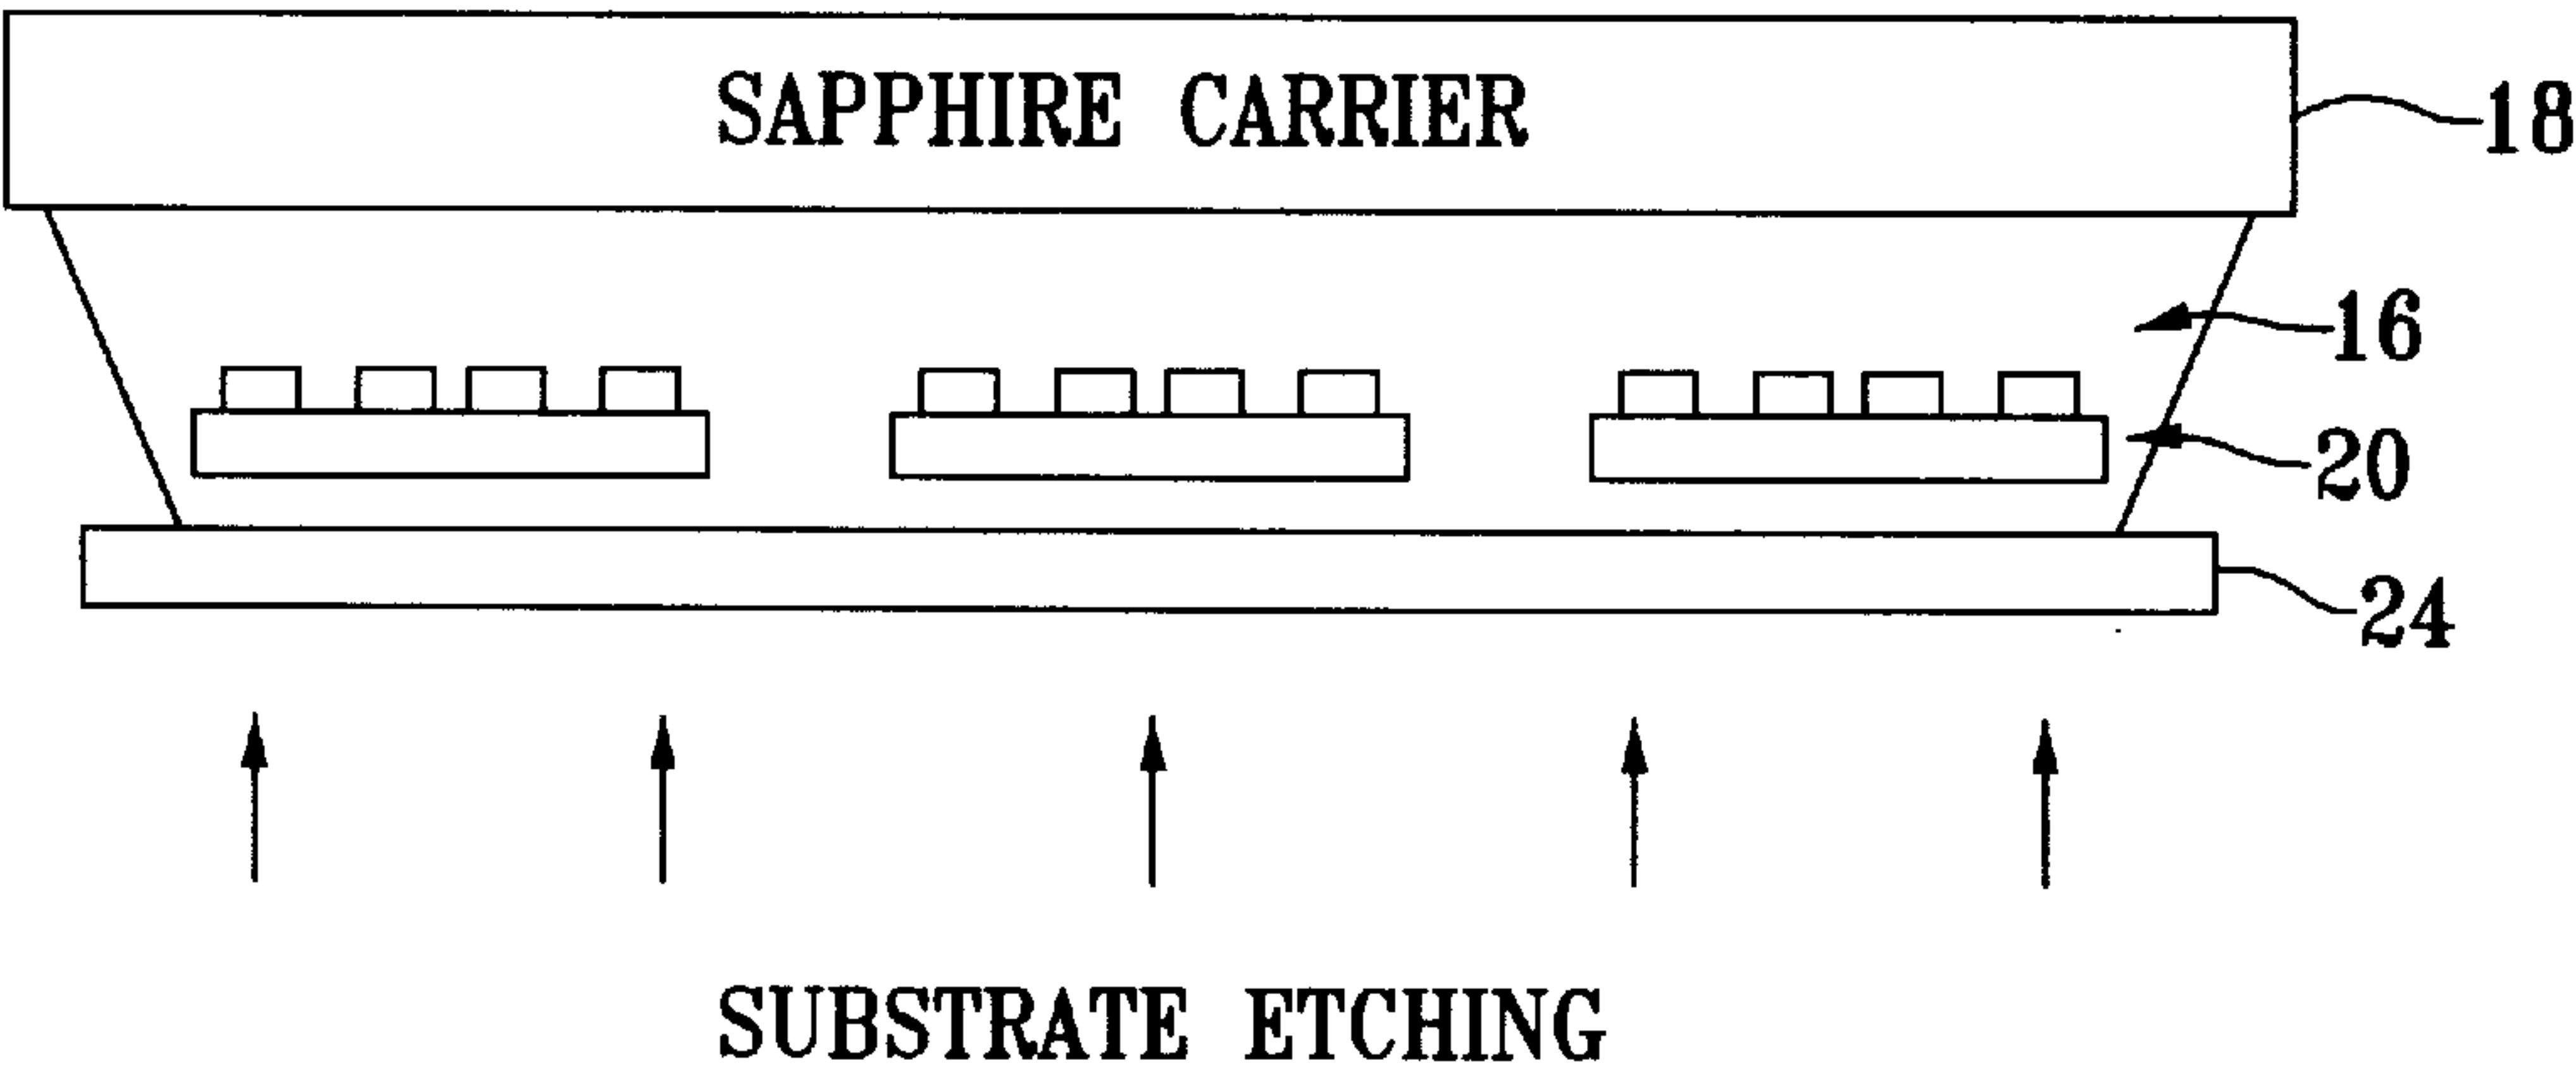 SAPPHIRE CARRIER
18
16
20
24
SUBSTRATE ETCHING